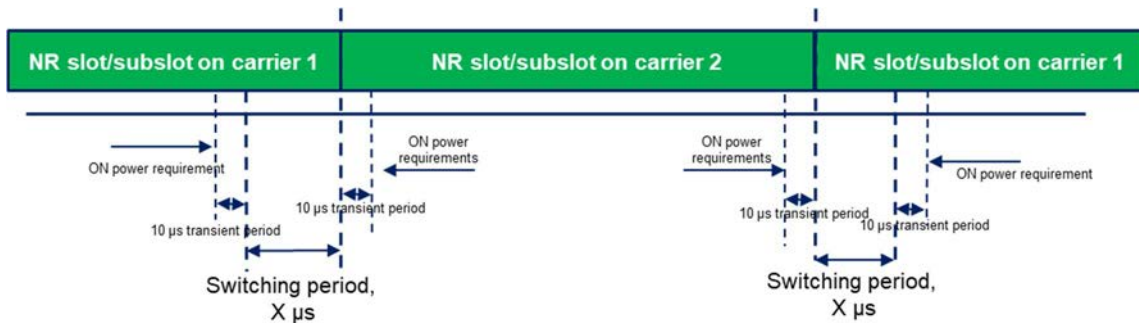 NR slot/subslot on carrier 1
NR slot/subslot on carrier 2
NR slot/subslot on carrier 1
ON power requirement
ON power
requirements
ON power
requirements
ON power requirement
10 µs transient period
10 µs transient period
10 µs transient period
10 µs transient period
Switching period,
X µs
Switching period,
X µs